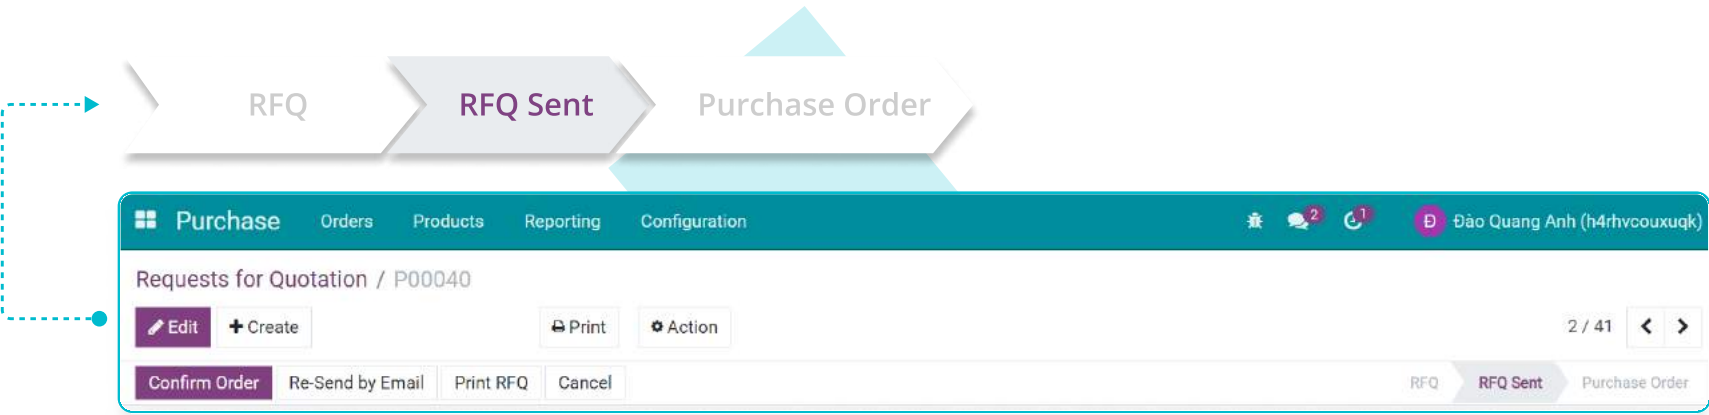 RFQ RFQ Sent Purchase Order
Purchase Orders Products Reporting Configuration 2 1 Đ Đào Quang Anh (h4rhvcouxuqk)
Requests for Quotation / P00040
Edit Create Print Action 2 / 41
Confirm Order Re-Send by Email Print RFQ Cancel RFQ RFQ Sent Purchase Order